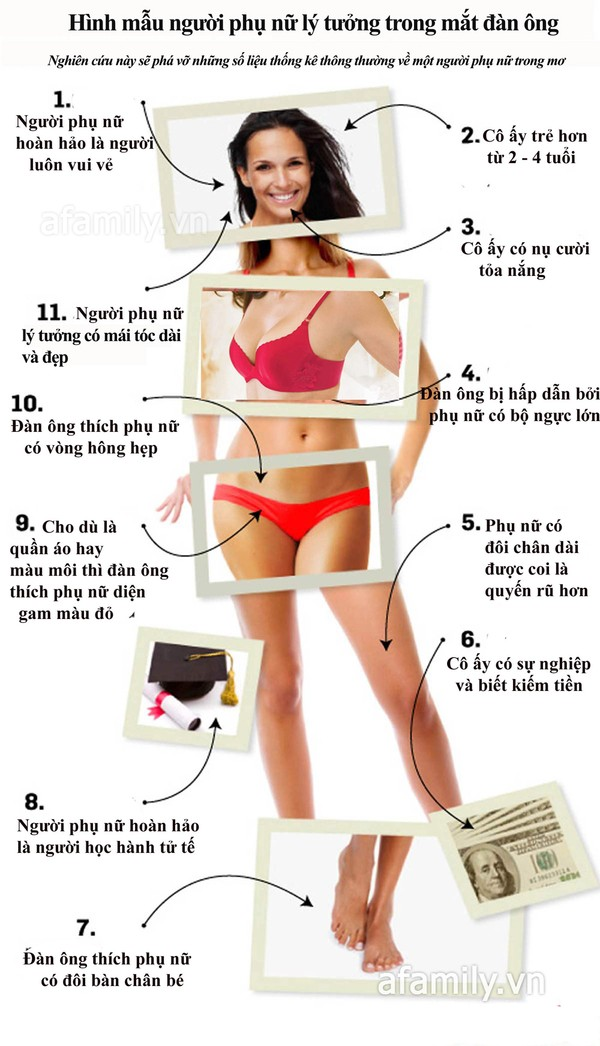 Hình mẫu người phụ nữ lý tưởng trong mắt đàn ông
Nghiên cứu này sẽ phá vỡ những số liệu thống kê thông thường về một người phụ nữ trong mơ
1.
Người phụ nữ
hoàn hảo là người
luôn vui vẻ
2. Cô ấy trẻ hơn
từ 2 - 4 tuổi
afamily.vn
3.
Cô ấy có nụ cười
tỏa nắng
11. Người phụ nữ
lý tưởng có mái tóc dài
và đẹp
4.
Đàn ông bị hấp dẫn bởi
phụ nữ có bộ ngực lớn
10.
Đàn ông thích phụ nữ
có vòng hông hẹp
9. Cho dù là
quần áo hay
màu môi thì đàn ông
thích phụ nữ diện
gam màu đỏ
5. Phụ nữ có
đôi chân dài
được coi là
quyến rũ hơn
6.
Cô ấy có sự nghiệp
và biết kiếm tiền
8.
Người phụ nữ hoàn hảo
là người học hành tử tế
7.
Đàn ông thích phụ nữ
có đôi bàn chân bé
afamily.vn